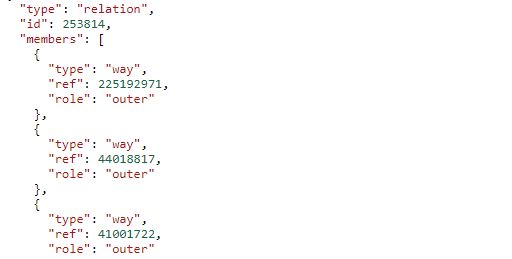 "type": "relation",
"id": 253814,
"members": [
{
"type": "way",
"ref": 225192971,
"role": "outer"
},
{
"type": "way",
"ref": 44018817,
"role": "outer"
},
{
"type": "way",
"ref": 41001722,
"role": "outer"